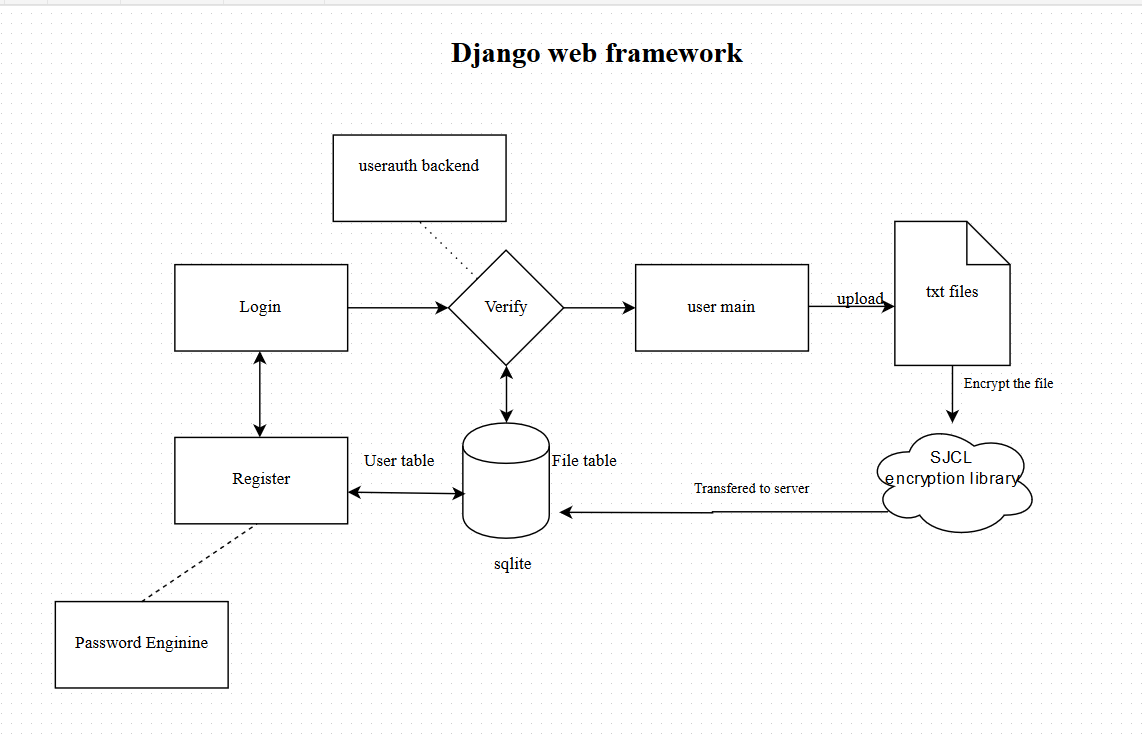 Django web framework
userauth backend
Login
Verify
user main
upload
txt files
Encrypt the file
Register
User table
File table
Transfered to server
SJCL
encryption library
sqlite
Password Enginine